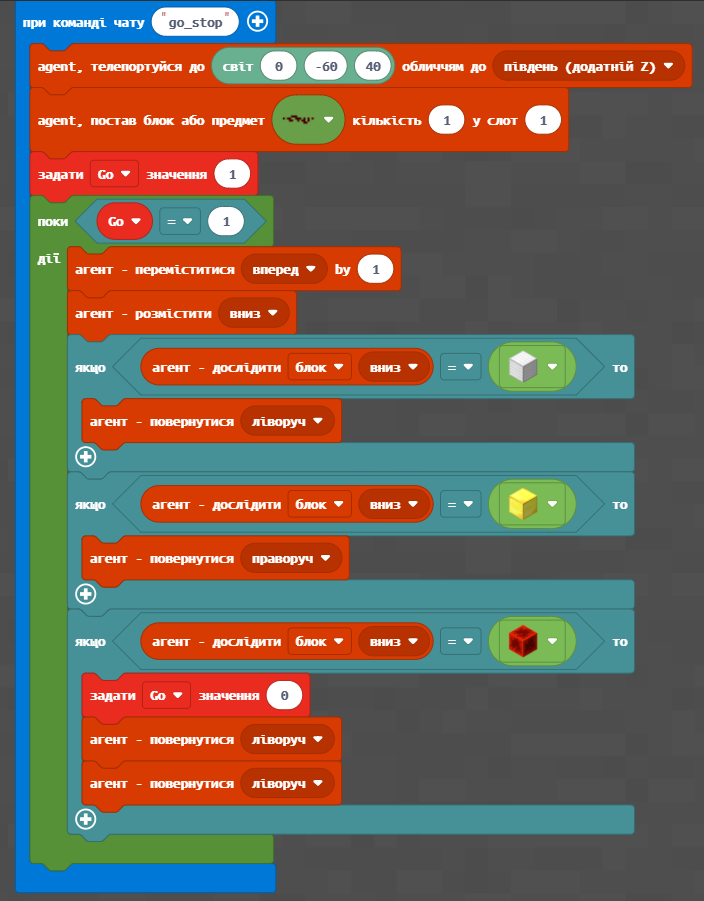 при команді чату "go_stop"
agent, телепортуйся до світ 0 -60 40 обличчям до південь (додатній Z)
agent, постав блок або предмет кількість 1 у слот 1
задати Go значення 1
поки Go = 1
дії
агент - переміститися вперед by 1
агент - розмістити вниз
якщо агент - дослідити блок вниз = то
агент - повернутися ліворуч
якщо агент - дослідити блок вниз = то
агент - повернутися праворуч
якщо агент - дослідити блок вниз = то
задати Go значення 0
агент - повернутися ліворуч
агент - повернутися ліворуч